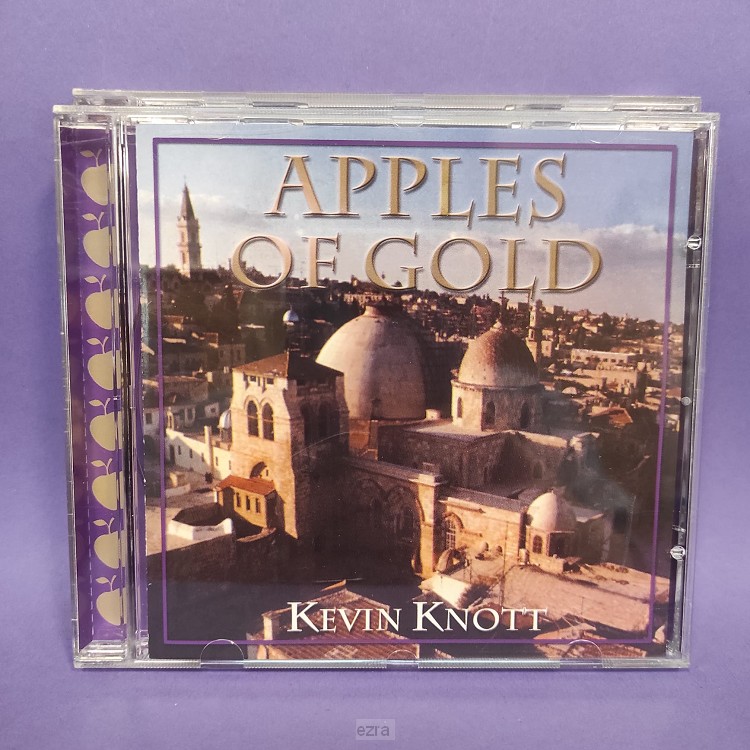 APPLES
OF GOLD
KEVIN KNOTT
ezra